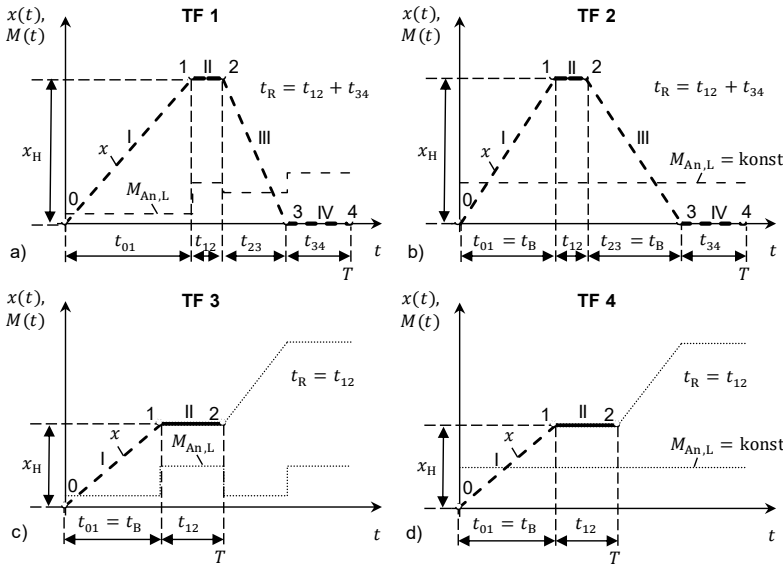 x(t), TF 1
M(t)
1 II 2
t_R = t_12 + t_34
I
III
x
x_H
M_An,L
0
3 IV 4
a) t_01 t_12 t_23 t_34 t
T
x(t), TF 2
M(t)
1 II 2
t_R = t_12 + t_34
I
III
x
x_H
M_An,L = konst
0
3 IV 4
b) t_01 = t_B t_12 t_23 = t_B t_34 t
T
x(t), TF 3
M(t)
t_R = t_12
1 II 2
x
I
M_An,L
x_H
0
c) t_01 = t_B t_12 t
T
x(t), TF 4
M(t)
t_R = t_12
1 II 2
x
I
M_An,L = konst
x_H
0
d) t_01 = t_B t_12 t
T